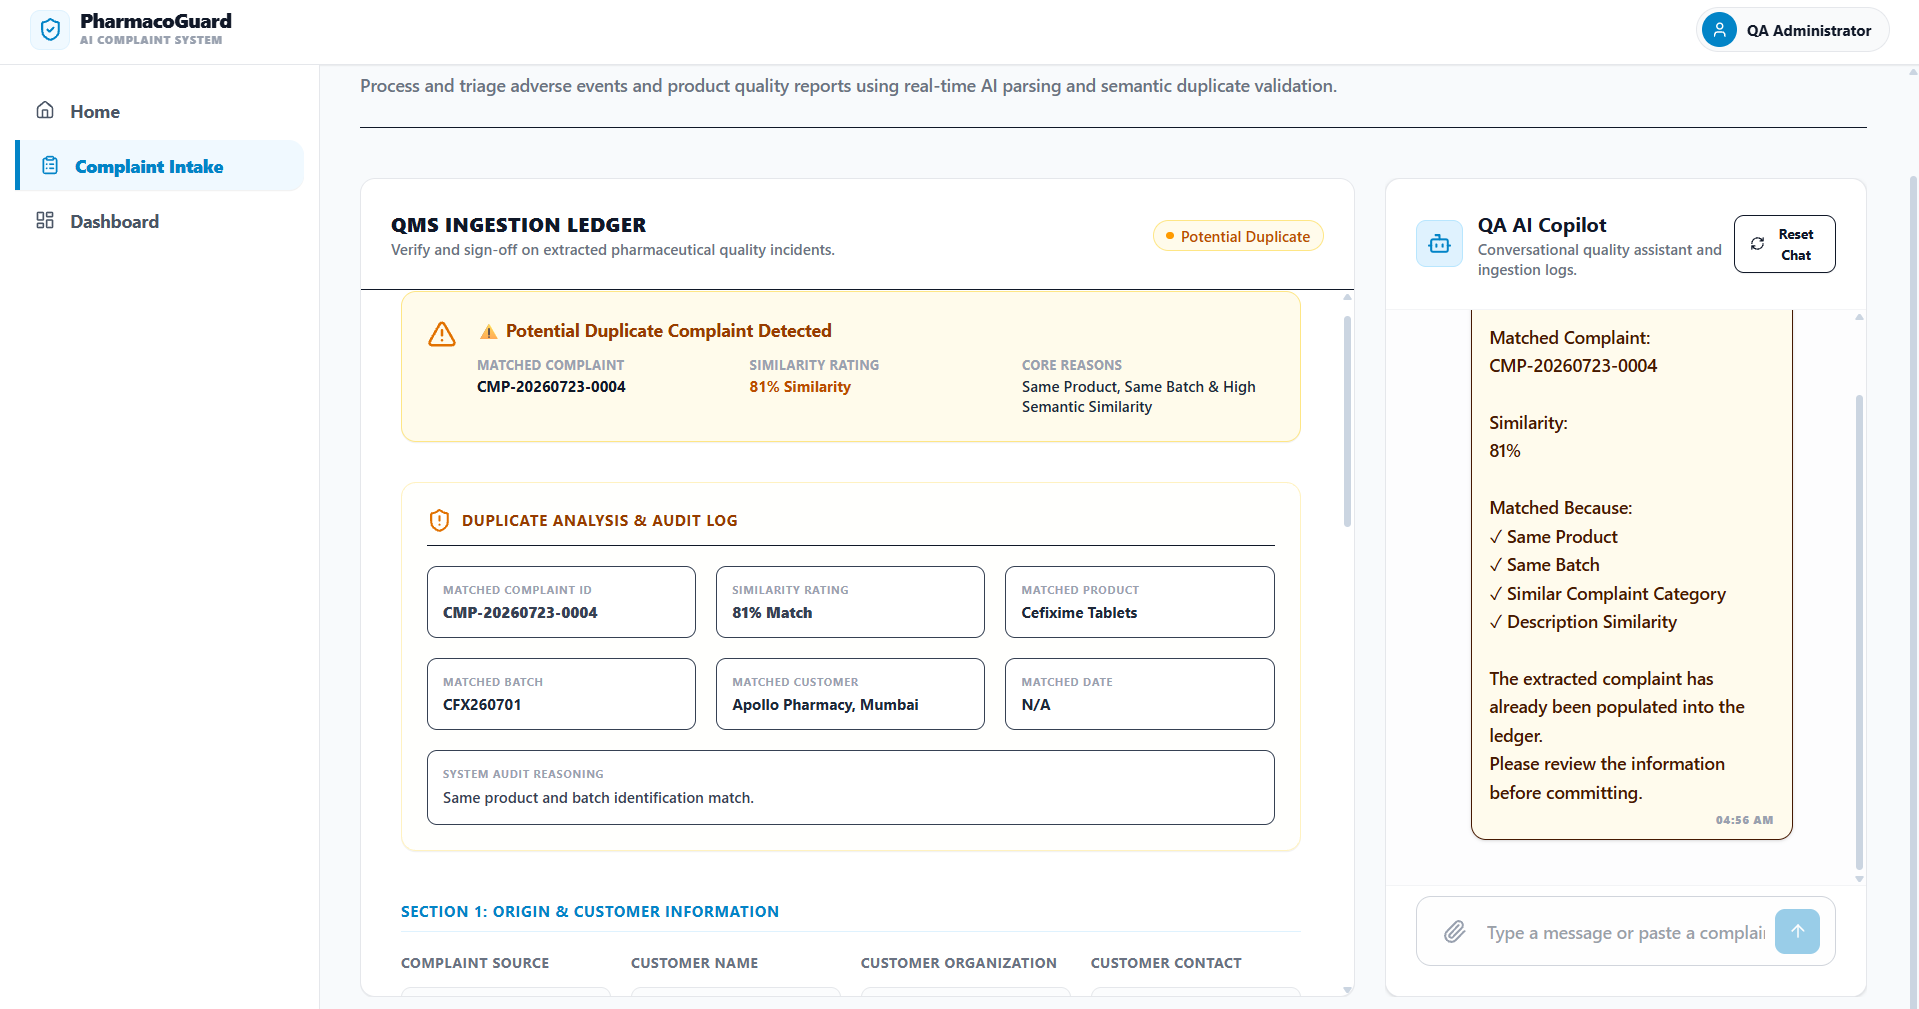 PharmacoGuard
AI COMPLAINT SYSTEM
QA Administrator
Home
Complaint Intake
Dashboard
Process and triage adverse events and product quality reports using real-time AI parsing and semantic duplicate validation.
QMS INGESTION LEDGER
Verify and sign-off on extracted pharmaceutical quality incidents.
Potential Duplicate
⚠ Potential Duplicate Complaint Detected
MATCHED COMPLAINT
CMP-20260723-0004
SIMILARITY RATING
81% Similarity
CORE REASONS
Same Product, Same Batch & High
Semantic Similarity
DUPLICATE ANALYSIS & AUDIT LOG
MATCHED COMPLAINT ID
CMP-20260723-0004
SIMILARITY RATING
81% Match
MATCHED PRODUCT
Cefixime Tablets
MATCHED BATCH
CFX260701
MATCHED CUSTOMER
Apollo Pharmacy, Mumbai
MATCHED DATE
N/A
SYSTEM AUDIT REASONING
Same product and batch identification match.
SECTION 1: ORIGIN & CUSTOMER INFORMATION
COMPLAINT SOURCE
CUSTOMER NAME
CUSTOMER ORGANIZATION
CUSTOMER CONTACT
QA AI Copilot
Conversational quality assistant and
ingestion logs.
Reset
Chat
Matched Complaint:
CMP-20260723-0004
Similarity:
81%
Matched Because:
✓ Same Product
✓ Same Batch
✓ Similar Complaint Category
✓ Description Similarity
The extracted complaint has
already been populated into the
ledger.
Please review the information
before committing.
04:56 AM
Type a message or paste a complai